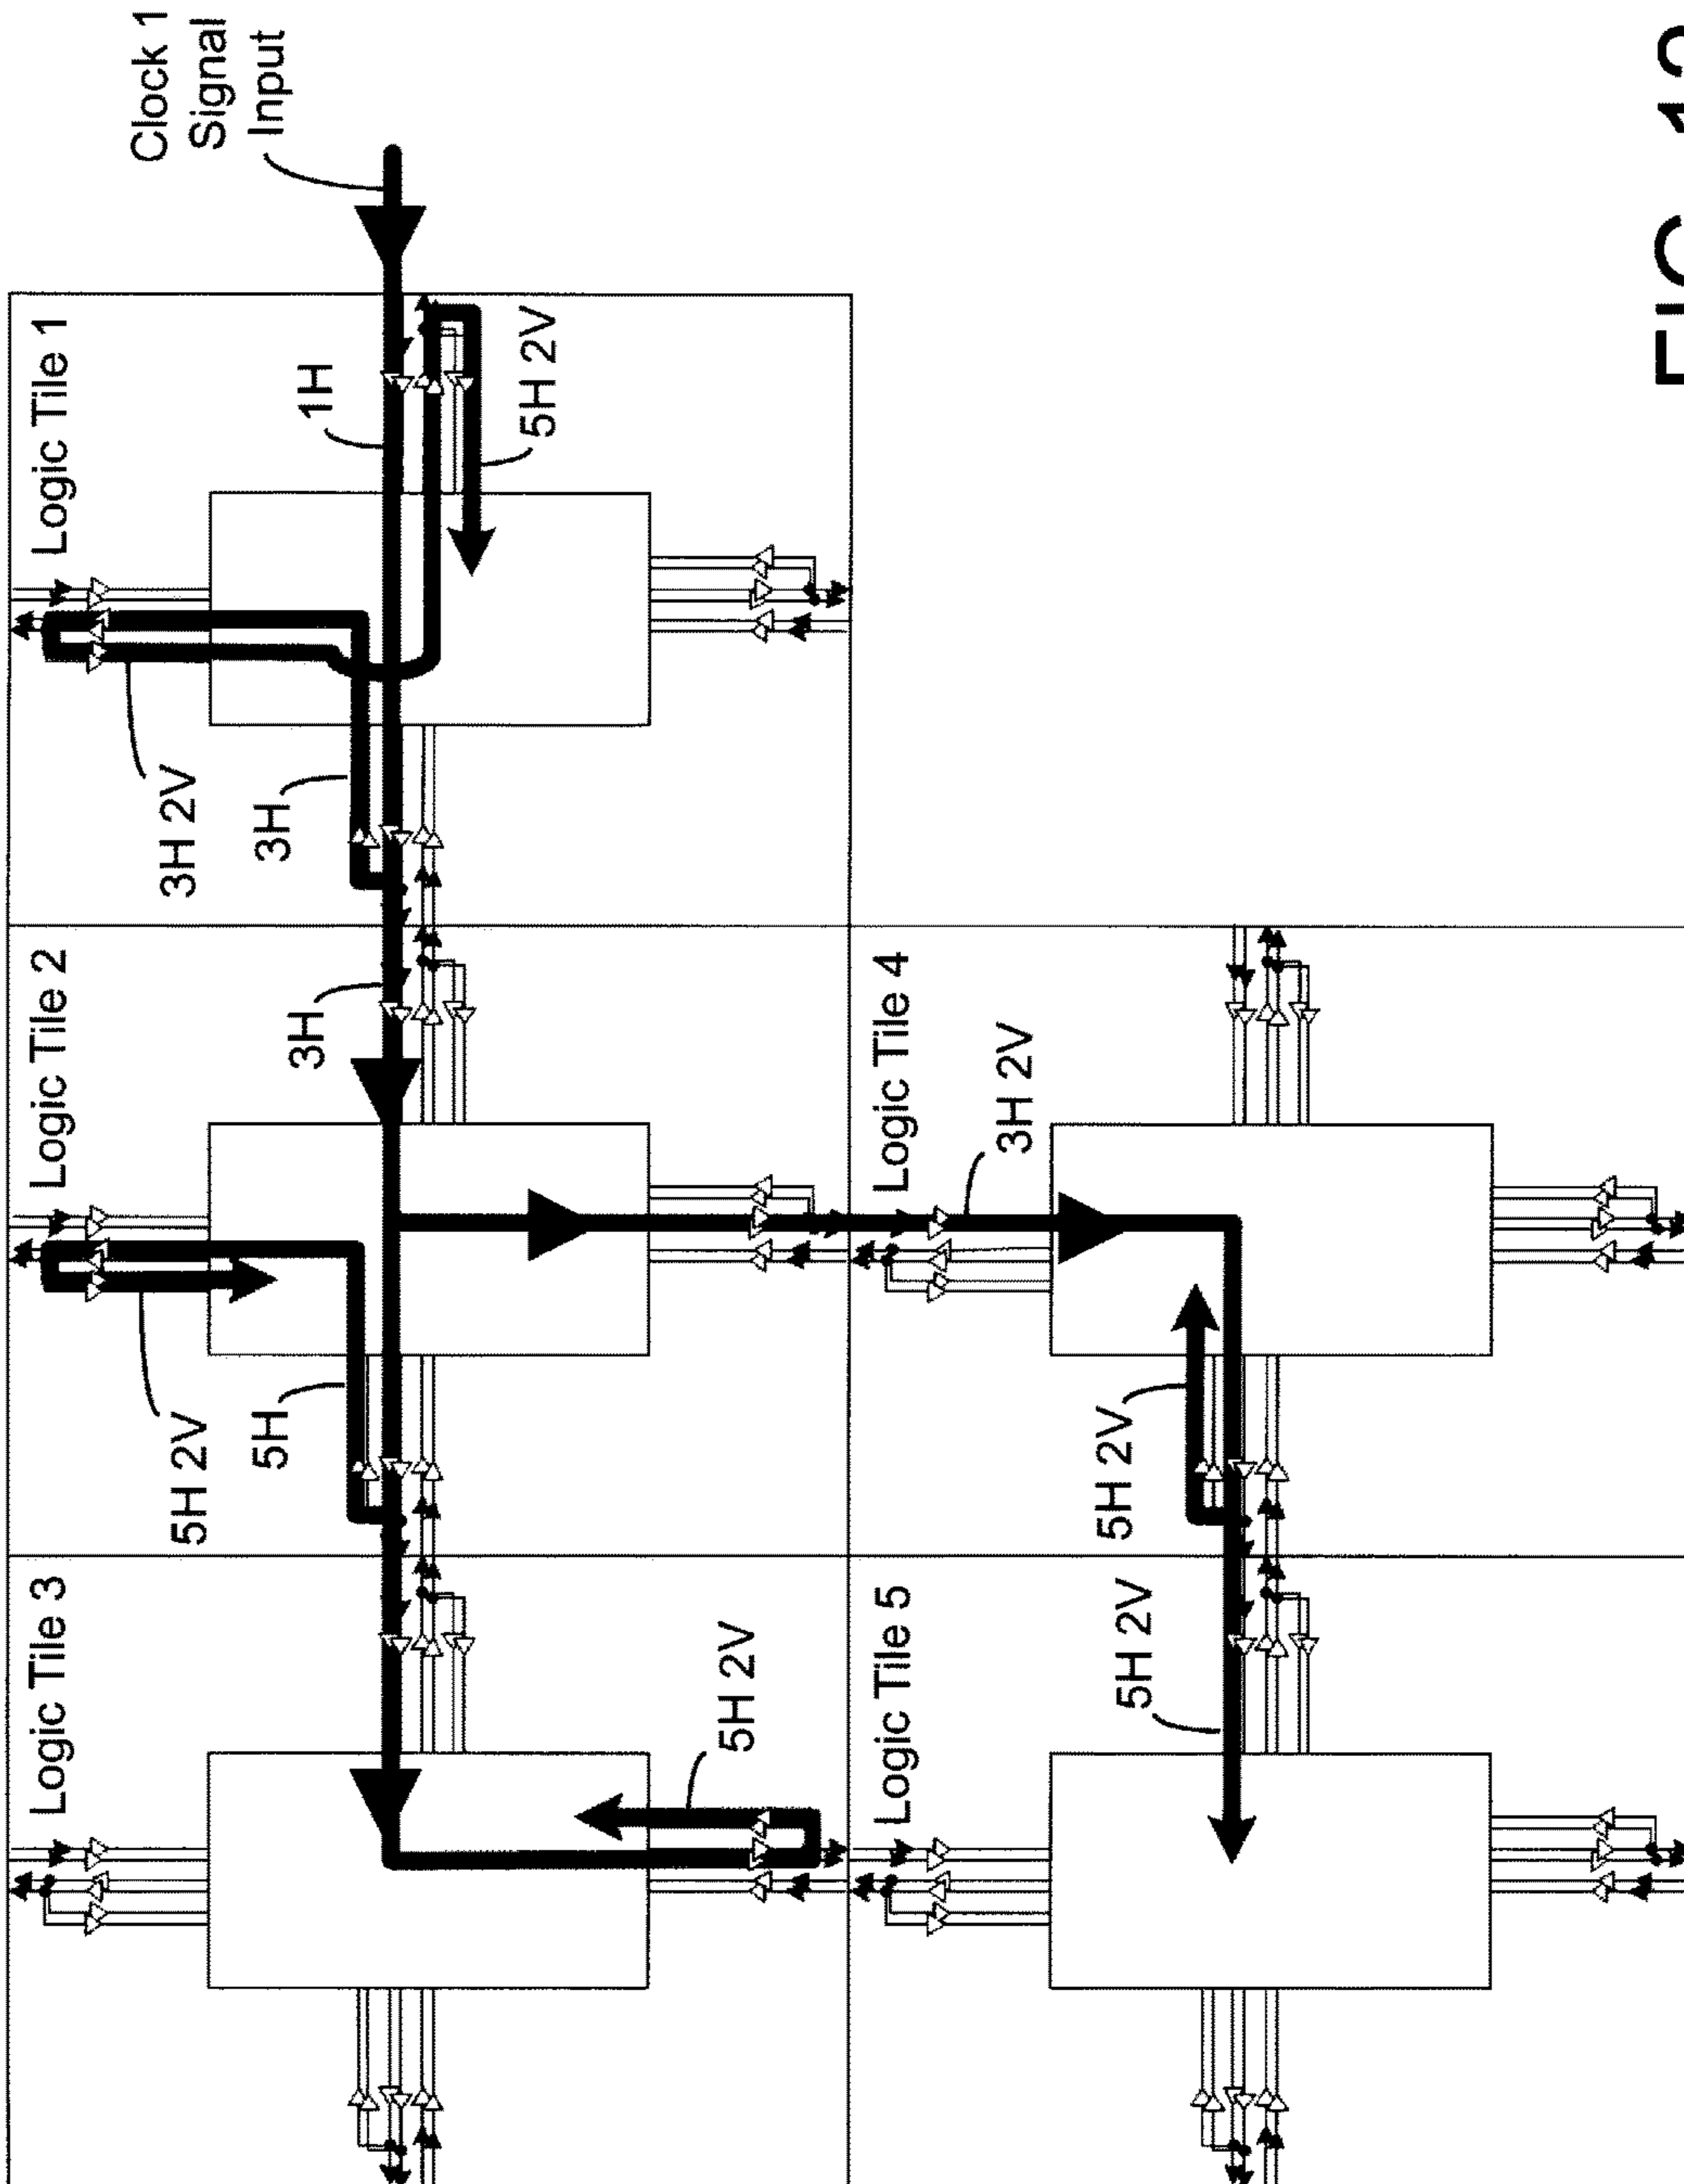 Logic Tile 3
Logic Tile 2
Logic Tile 1
Clock 1
Signal
Input
5H 2V
3H 2V
5H
3H
3H
1H
5H 2V
5H 2V
Logic Tile 5
Logic Tile 4
3H 2V
5H 2V
5H 2V